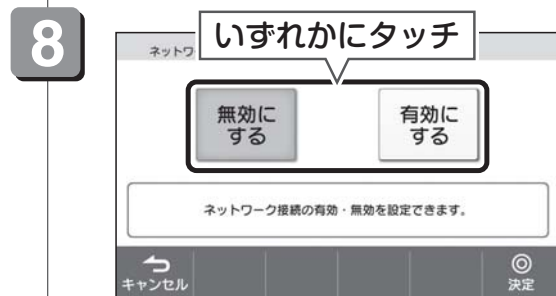 8
いずれかにタッチ
ネットワ
無効に
する
有効に
する
ネットワーク接続の有効・無効を設定できます。
キャンセル
決定